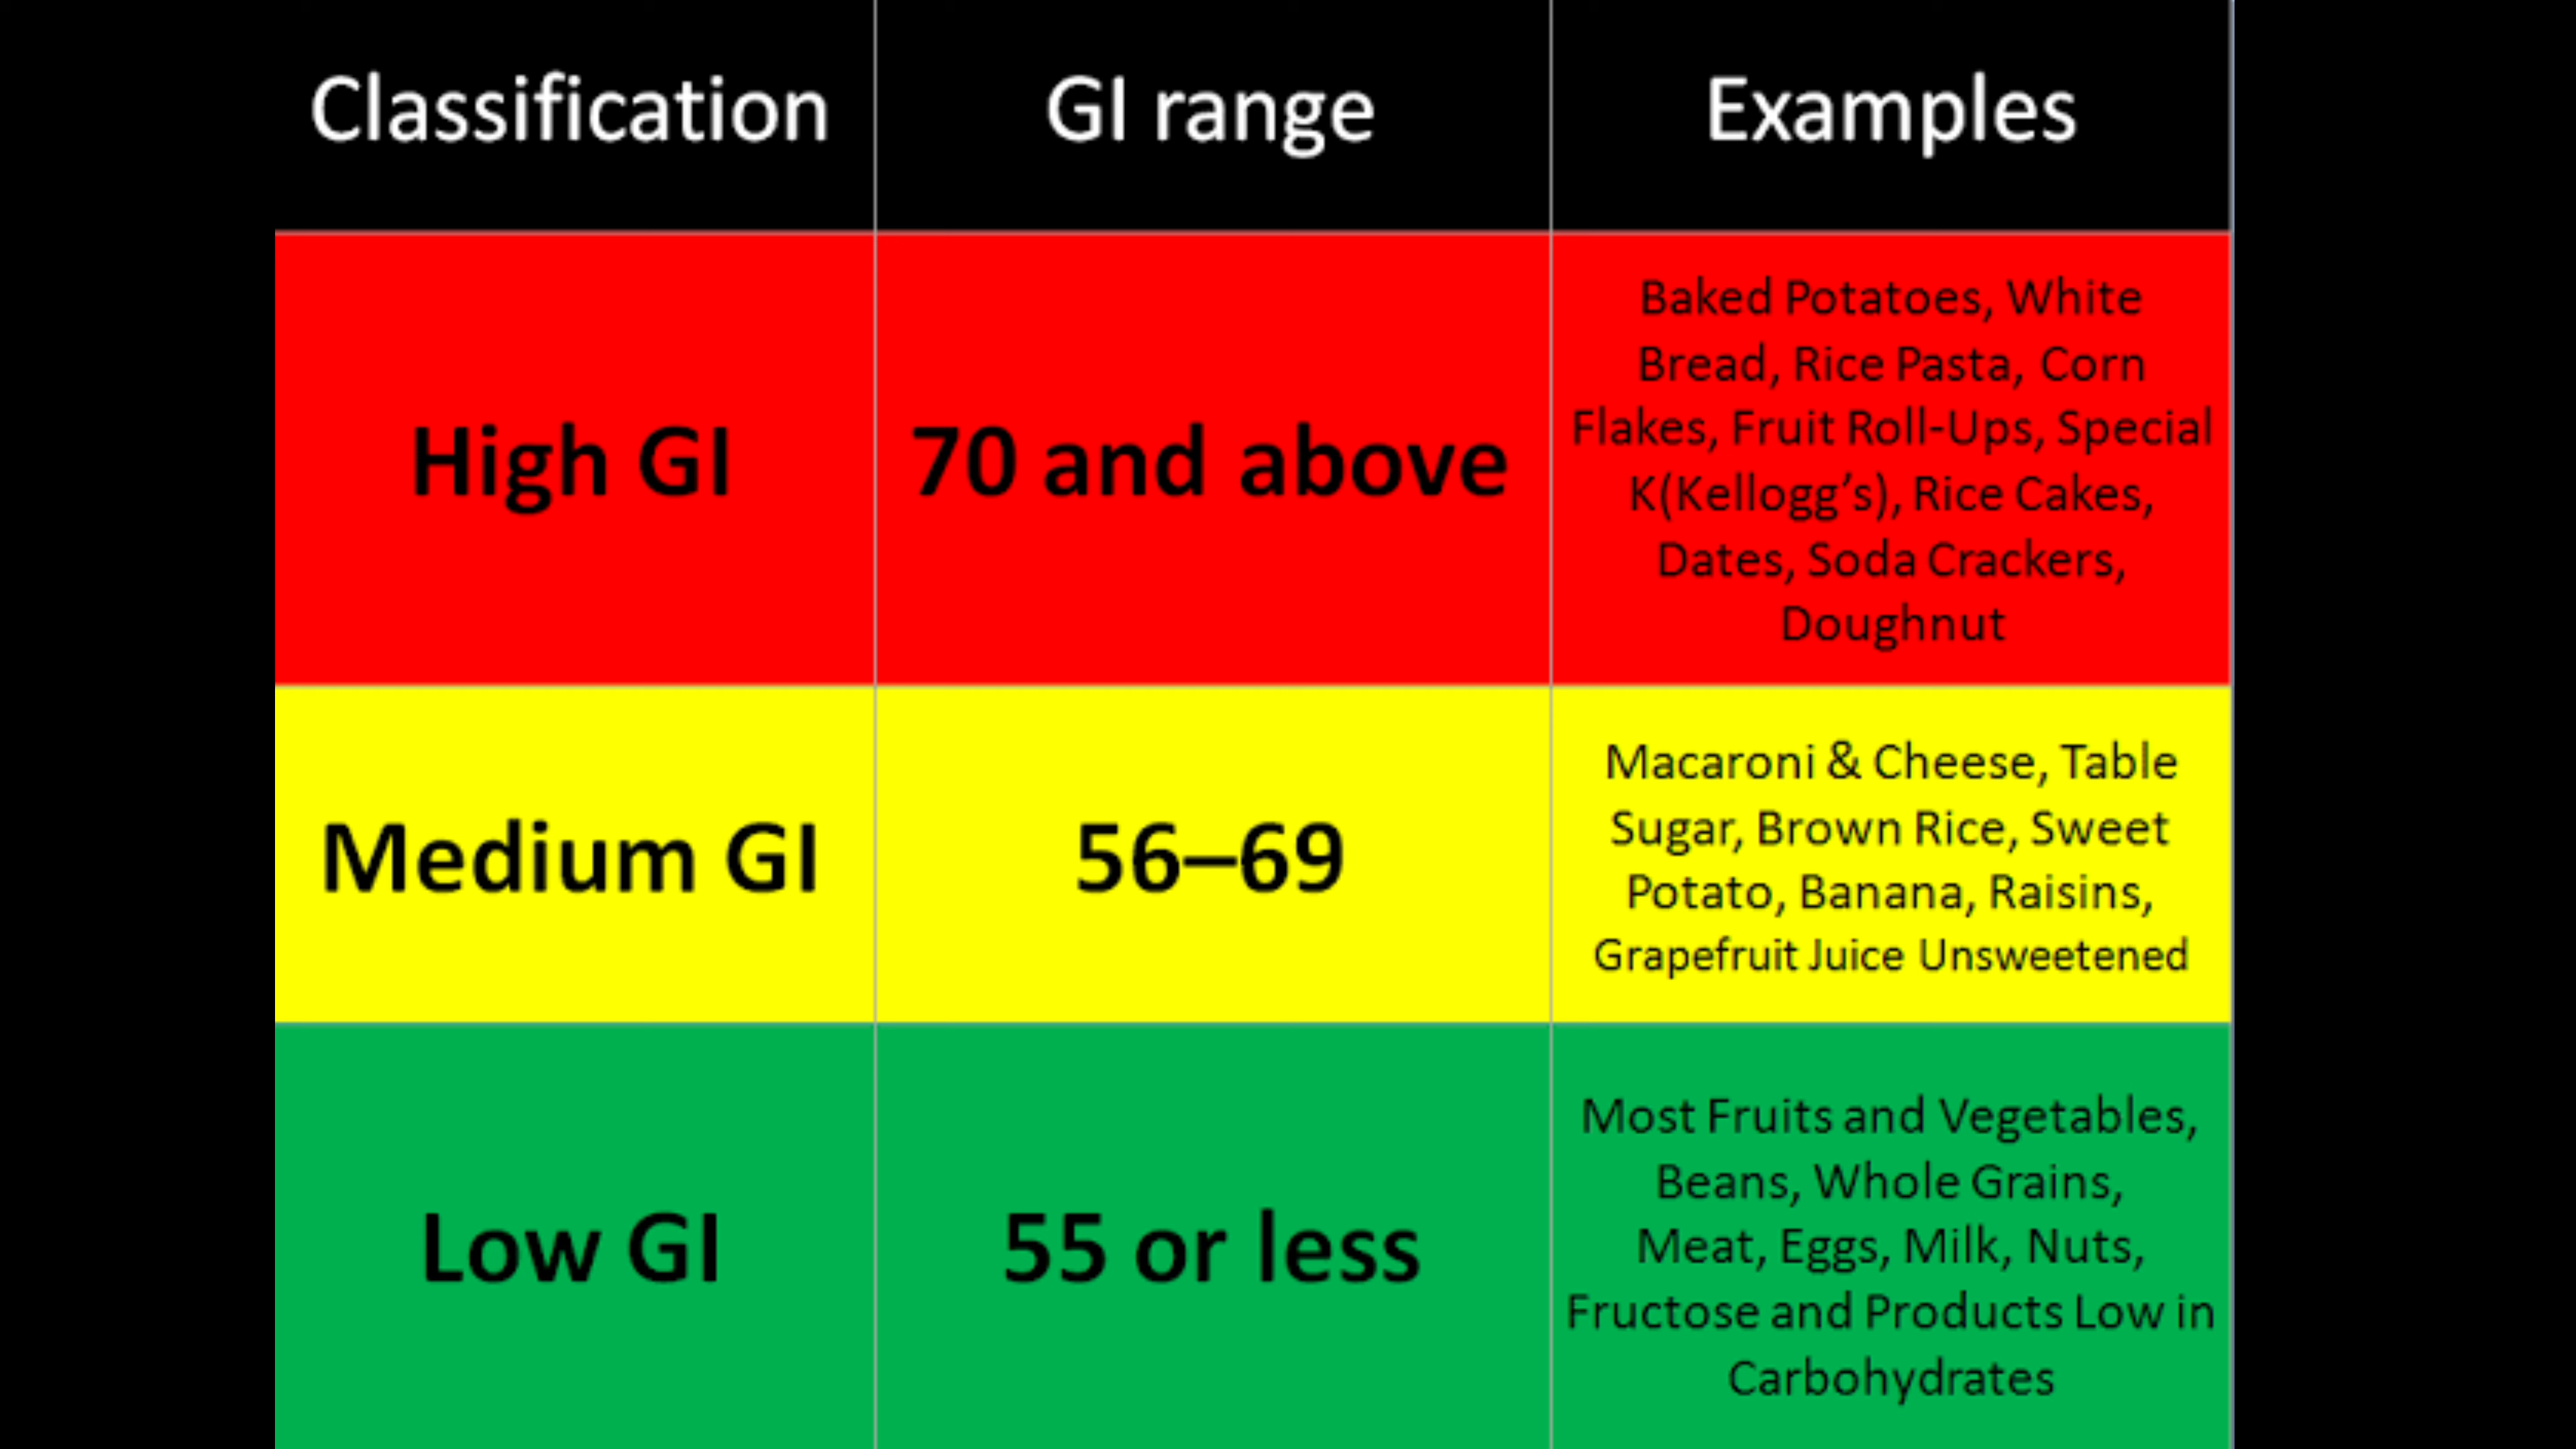 Classification
GI range
Examples
High GI
70 and above
Baked Potatoes, White
Bread, Rice Pasta, Corn
Flakes, Fruit Roll-Ups, Special
K(Kellogg’s), Rice Cakes,
Dates, Soda Crackers,
Doughnut
Medium GI
56–69
Macaroni & Cheese, Table
Sugar, Brown Rice, Sweet
Potato, Banana, Raisins,
Grapefruit Juice Unsweetened
Low GI
55 or less
Most Fruits and Vegetables,
Beans, Whole Grains,
Meat, Eggs, Milk, Nuts,
Fructose and Products Low in
Carbohydrates